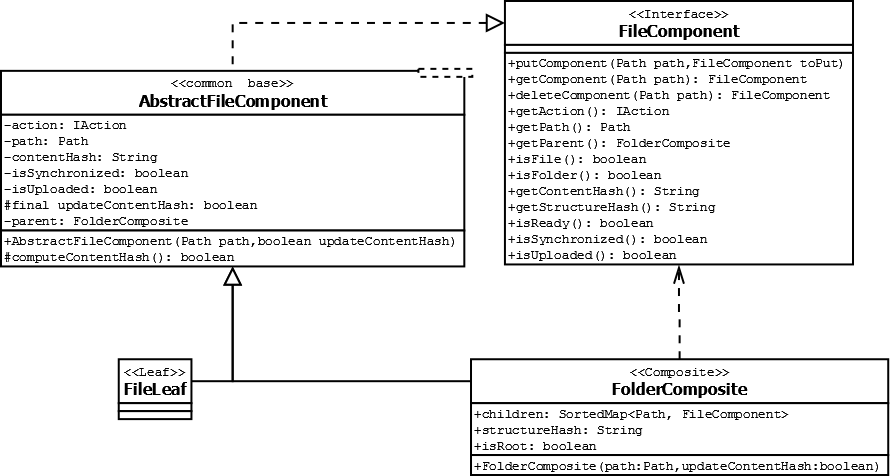 <<Interface>>
FileComponent
+putComponent(Path path,FileComponent toPut)
+getComponent(Path path): FileComponent
+deleteComponent(Path path): FileComponent
+getAction(): IAction
+getPath(): Path
+getParent(): FolderComposite
+isFile(): boolean
+isFolder(): boolean
+getContentHash(): String
+getStructureHash(): String
+isReady(): boolean
+isSynchronized(): boolean
+isUploaded(): boolean
<<common base>>
AbstractFileComponent
-action: IAction
-path: Path
-contentHash: String
-isSynchronized: boolean
-isUploaded: boolean
#final updateContentHash: boolean
-parent: FolderComposite
+AbstractFileComponent(Path path,boolean updateContentHash)
#computeContentHash(): boolean
<<Leaf>>
FileLeaf
<<Composite>>
FolderComposite
+children: SortedMap<Path, FileComponent>
+structureHash: String
+isRoot: boolean
+FolderComposite(path:Path,updateContentHash:boolean)